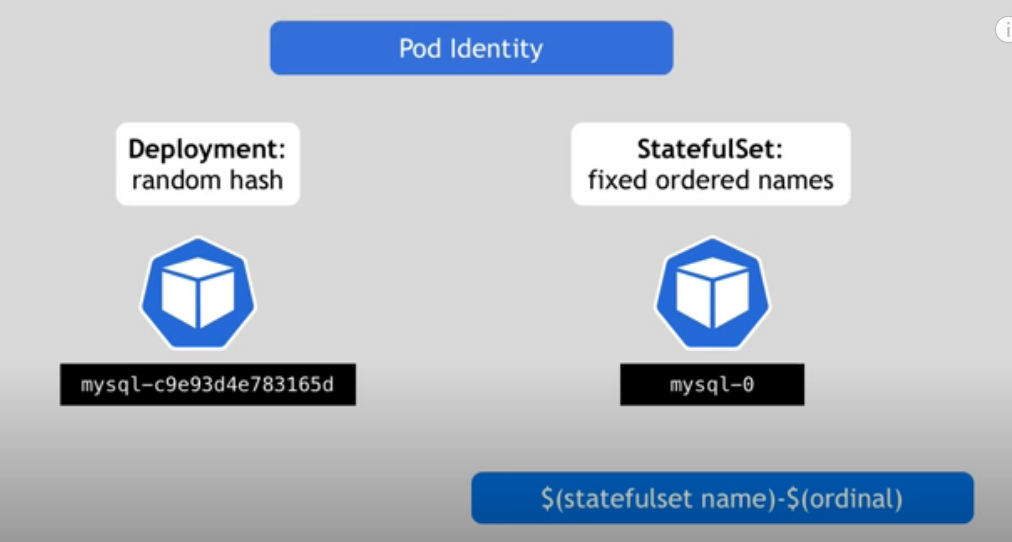 Pod Identity
Deployment:
random hash
StatefulSet:
fixed ordered names
mysql-c9e93d4e783165d
mysql-0
$(statefulset name)-$(ordinal)